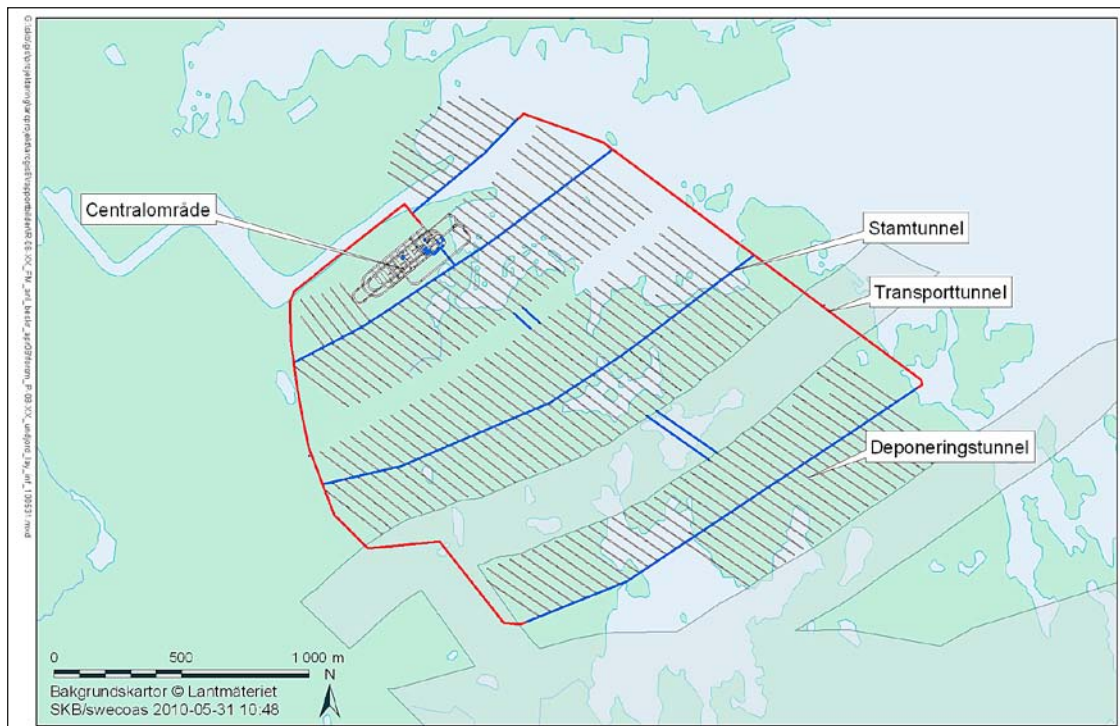 Centralområde
Stamtunnel
Transporttunnel
Deponeringstunnel
0 500 1 000 m
N
Bakgrundskartor © Lantmäteriet
SKB/swecoas 2010-05-31 10:48